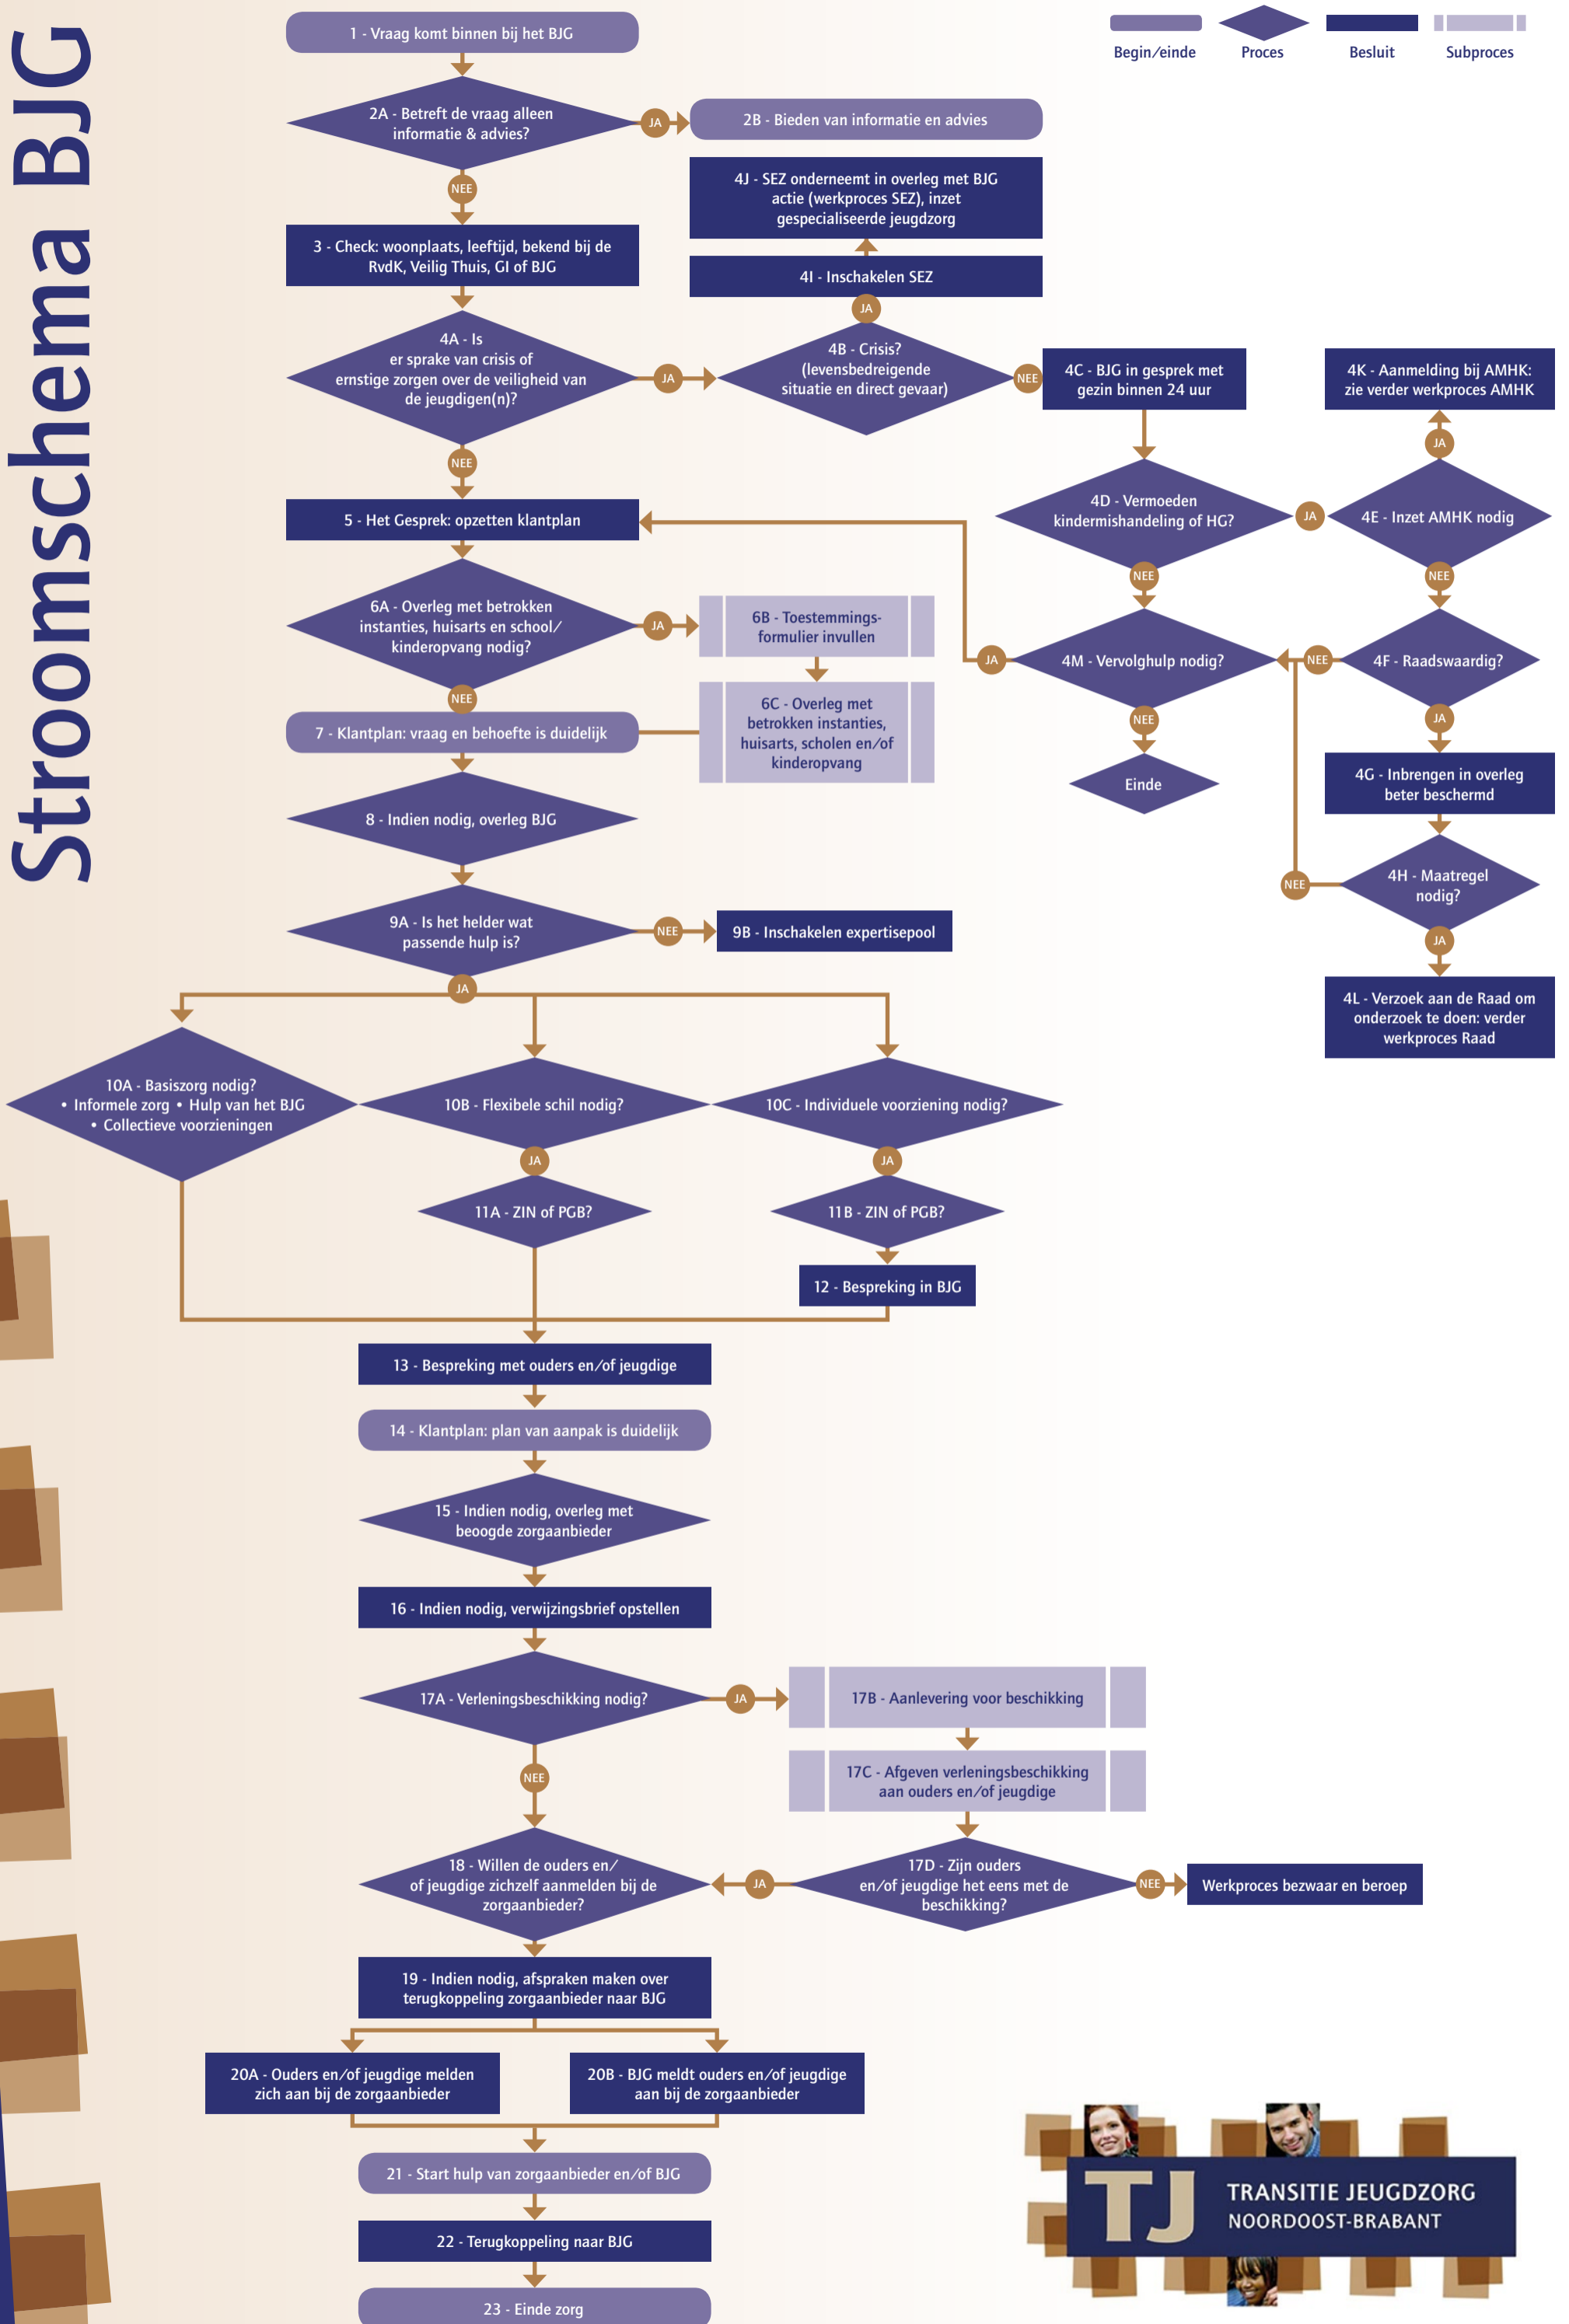 Stroomschema BJG
Begin/einde
Proces
Besluit
Subproces
1 - Vraag komt binnen bij het BJG
2A - Betreft de vraag alleen
informatie & advies?
JA
2B - Bieden van informatie en advies
NEE
3 - Check: woonplaats, leeftijd, bekend bij de
RvdK, Veilig Thuis, GI of BJG
4J - SEZ onderneemt in overleg met BJG
actie (werkproces SEZ), inzet
gespecialiseerde jeugdzorg
4I - Inschakelen SEZ
JA
4A - Is
er sprake van crisis of
ernstige zorgen over de veiligheid van
de jeugdigen(n)?
JA
4B - Crisis?
(levensbedreigende
situatie en direct gevaar)
NEE
4C - BJG in gesprek met
gezin binnen 24 uur
4K - Aanmelding bij AMHK:
zie verder werkproces AMHK
JA
NEE
5 - Het Gesprek: opzetten klantplan
4D - Vermoeden
kindermishandeling of HG?
JA
4E - Inzet AMHK nodig
NEE
NEE
6A - Overleg met betrokken
instanties, huisarts en school/
kinderopvang nodig?
JA
6B - Toestemmings-
formulier invullen
JA
4M - Vervolghulp nodig?
NEE
4F - Raadswaardig?
NEE
7 - Klantplan: vraag en behoefte is duidelijk
6C - Overleg met
betrokken instanties,
huisarts, scholen en/of
kinderopvang
NEE
Einde
JA
4G - Inbrengen in overleg
beter beschermd
8 - Indien nodig, overleg BJG
NEE
4H - Maatregel
nodig?
9A - Is het helder wat
passende hulp is?
NEE
9B - Inschakelen expertisepool
JA
JA
4L - Verzoek aan de Raad om
onderzoek te doen: verder
werkproces Raad
10A - Basiszorg nodig?
• Informele zorg • Hulp van het BJG
• Collectieve voorzieningen
10B - Flexibele schil nodig?
10C - Individuele voorziening nodig?
JA
JA
11A - ZIN of PGB?
11B - ZIN of PGB?
12 - Bespreking in BJG
13 - Bespreking met ouders en/of jeugdige
14 - Klantplan: plan van aanpak is duidelijk
15 - Indien nodig, overleg met
beoogde zorgaanbieder
16 - Indien nodig, verwijzingsbrief opstellen
17A - Verleningsbeschikking nodig?
JA
17B - Aanlevering voor beschikking
NEE
17C - Afgeven verleningsbeschikking
aan ouders en/of jeugdige
18 - Willen de ouders en/
of jeugdige zichzelf aanmelden bij de
zorgaanbieder?
JA
17D - Zijn ouders
en/of jeugdige het eens met de
beschikking?
NEE
Werkproces bezwaar en beroep
19 - Indien nodig, afspraken maken over
terugkoppeling zorgaanbieder naar BJG
20A - Ouders en/of jeugdige melden
zich aan bij de zorgaanbieder
20B - BJG meldt ouders en/of jeugdige
aan bij de zorgaanbieder
21 - Start hulp van zorgaanbieder en/of BJG
22 - Terugkoppeling naar BJG
23 - Einde zorg
TJ
TRANSITIE JEUGDZORG
NOORDOOST-BRABANT